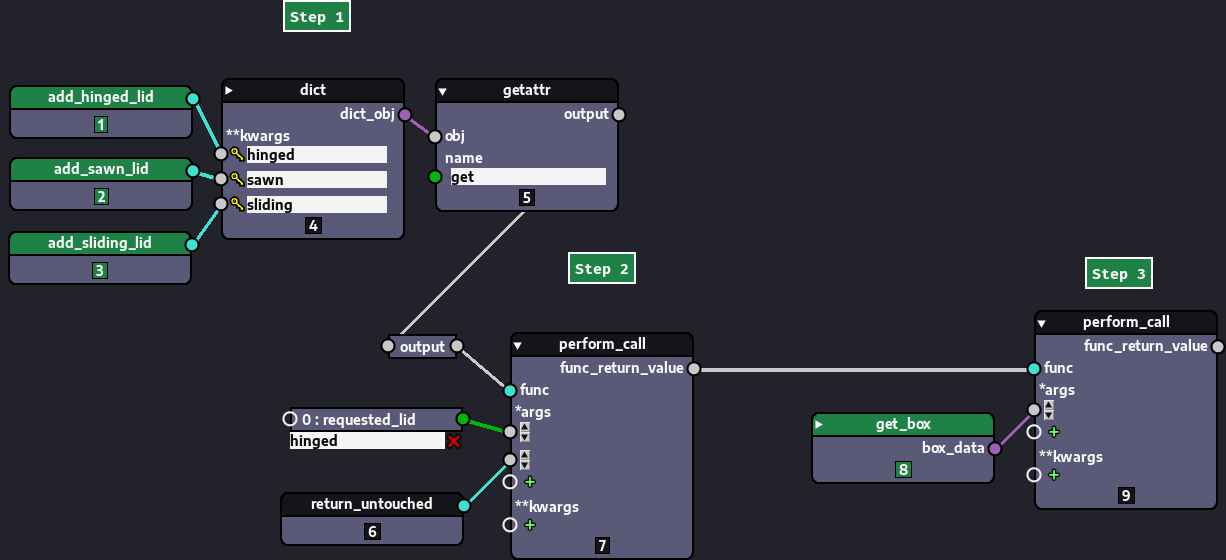 Step 1
add_hinged_lid
1
add_sawn_lid
2
add_sliding_lid
3
dict
dict_obj
**kwargs
hinged
sawn
sliding
4
getattr
output
obj
name
get
5
Step 2
output
0 : requested_lid
hinged
return_untouched
6
perform_call
func_return_value
func
*args
+
**kwargs
+
7
Step 3
get_box
box_data
8
perform_call
func_return_value
func
*args
+
**kwargs
+
9